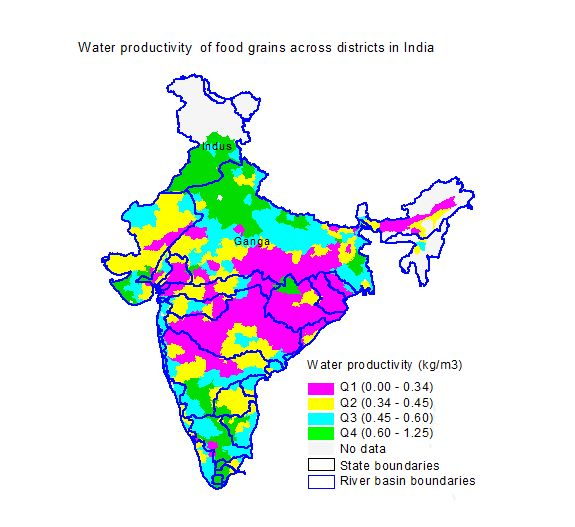 Water productivity of food grains across districts in India
Indus
Ganga
Water productivity (kg/m3)
Q1 (0.00 - 0.34)
Q2 (0.34 - 0.45)
Q3 (0.45 - 0.60)
Q4 (0.60 - 1.25)
No data
State boundaries
River basin boundaries